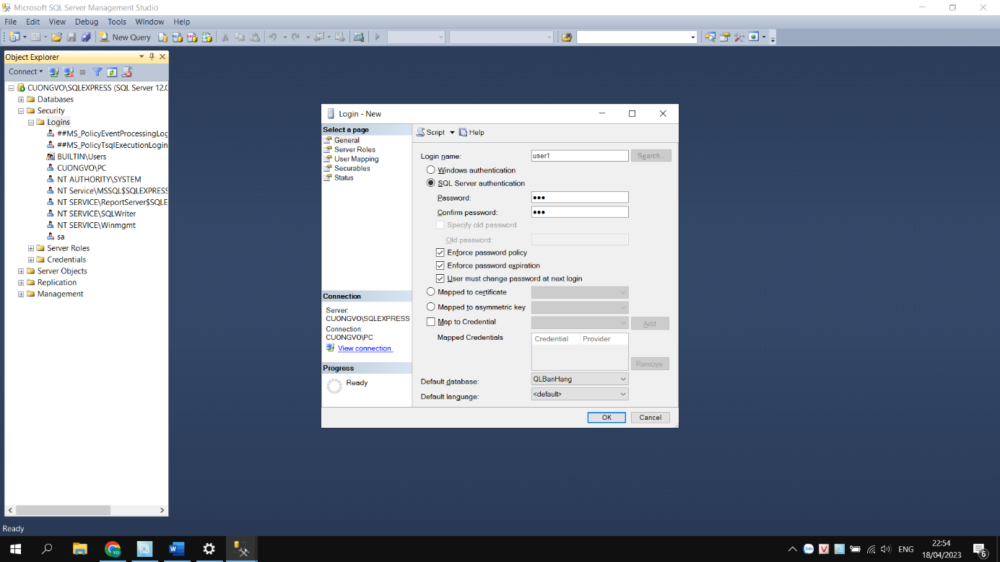 Microsoft SQL Server Management Studio
File Edit View Debug Tools Window Help
New Query
Object Explorer
Connect
CUONGVO\SQLEXPRESS (SQL Server 12.0
Databases
Security
Logins
##MS_PolicyEventProcessingLog
##MS_PolicyTsqlExecutionLogin
BUILTIN\Users
CUONGVO\PC
NT AUTHORITY\SYSTEM
NT Service\MSSQL$SQLEXPRESS
NT SERVICE\ReportServer$SQLE
NT SERVICE\SQLWriter
NT SERVICE\Winmgmt
sa
Server Roles
Credentials
Server Objects
Replication
Management
Login - New
Select a page
General
Server Roles
User Mapping
Securables
Status
Connection
Server:
CUONGVO\SQLEXPRESS
Connection:
CUONGVO\PC
View connection
Progress
Ready
Script Help
Login name: user1 Search...
Windows authentication
SQL Server authentication
Password: ●●●
Confirm password: ●●●
Specify old password
Old password:
Enforce password policy
Enforce password expiration
User must change password at next login
Mapped to certificate
Mapped to asymmetric key
Map to Credential Add
Mapped Credentials Credential Provider
Remove
Default database: QLBanHang
Default language: <default>
OK Cancel
Ready
VO
W
Zalo
V
ENG
22:54
18/04/2023
6